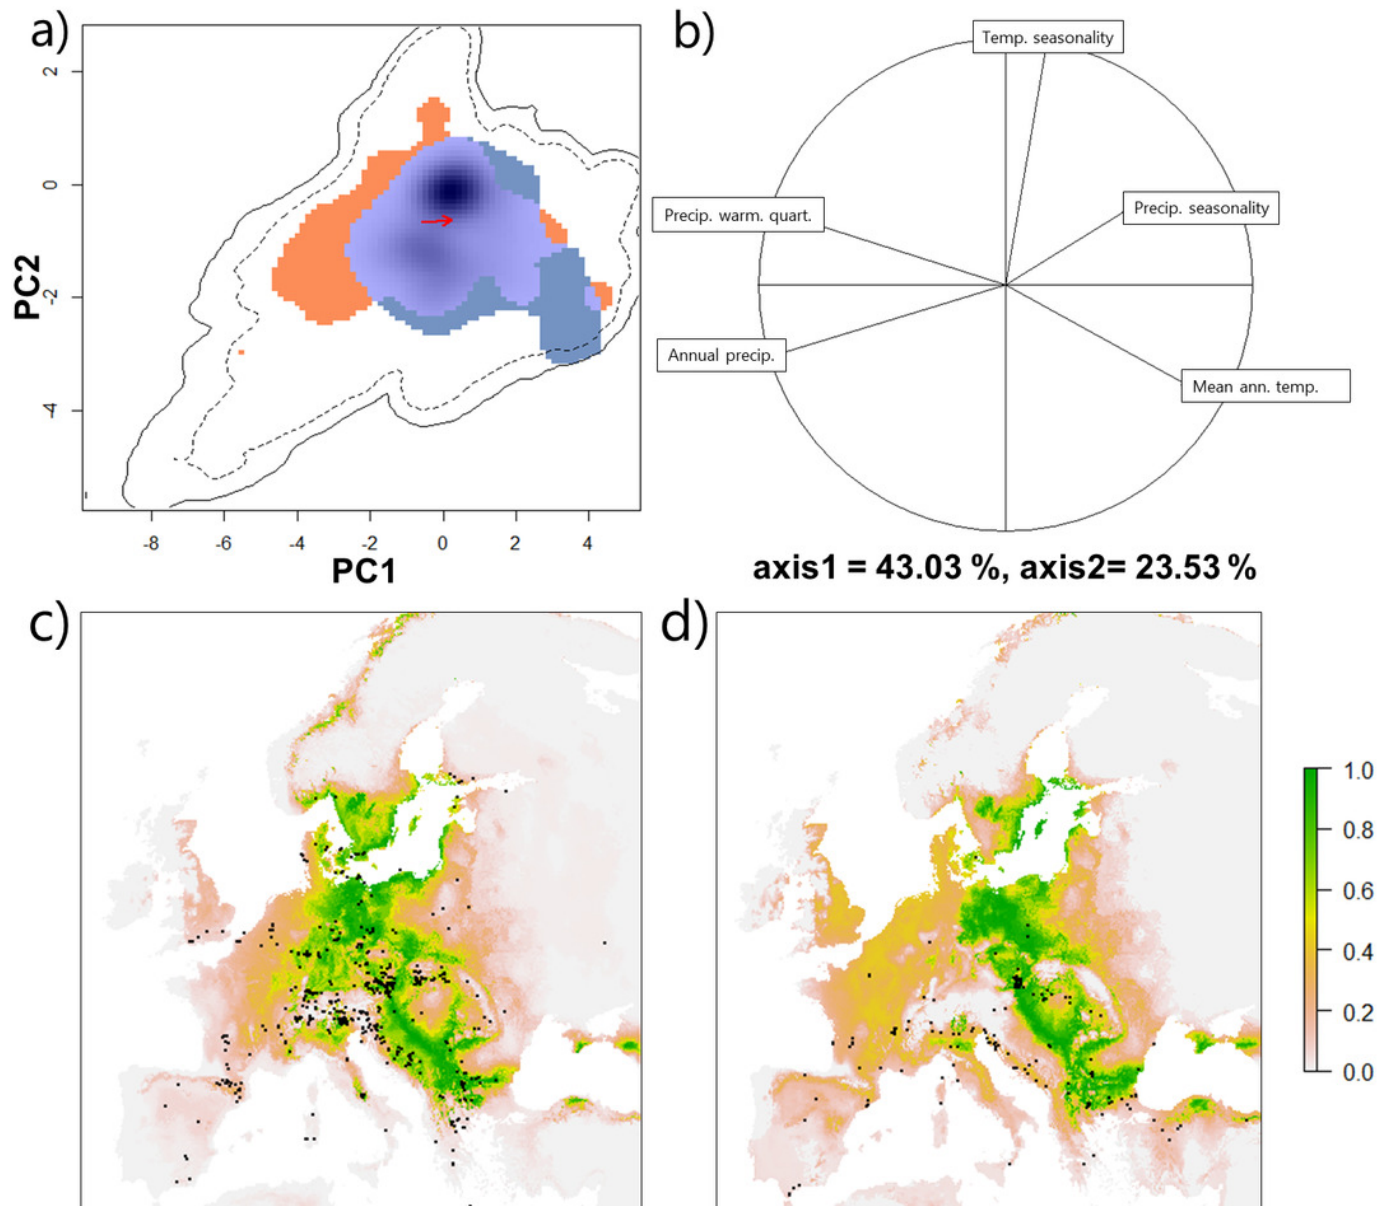 a)
2
0
-2
-4
PC2
-8
-6
-4
-2
0
2
4
PC1
b)
Temp. seasonality
Precip. warm. quart.
Precip. seasonality
Annual precip.
Mean ann. temp.
axis1 = 43.03 %, axis2= 23.53 %
c)
d)
1.0
0.8
0.6
0.4
0.2
0.0